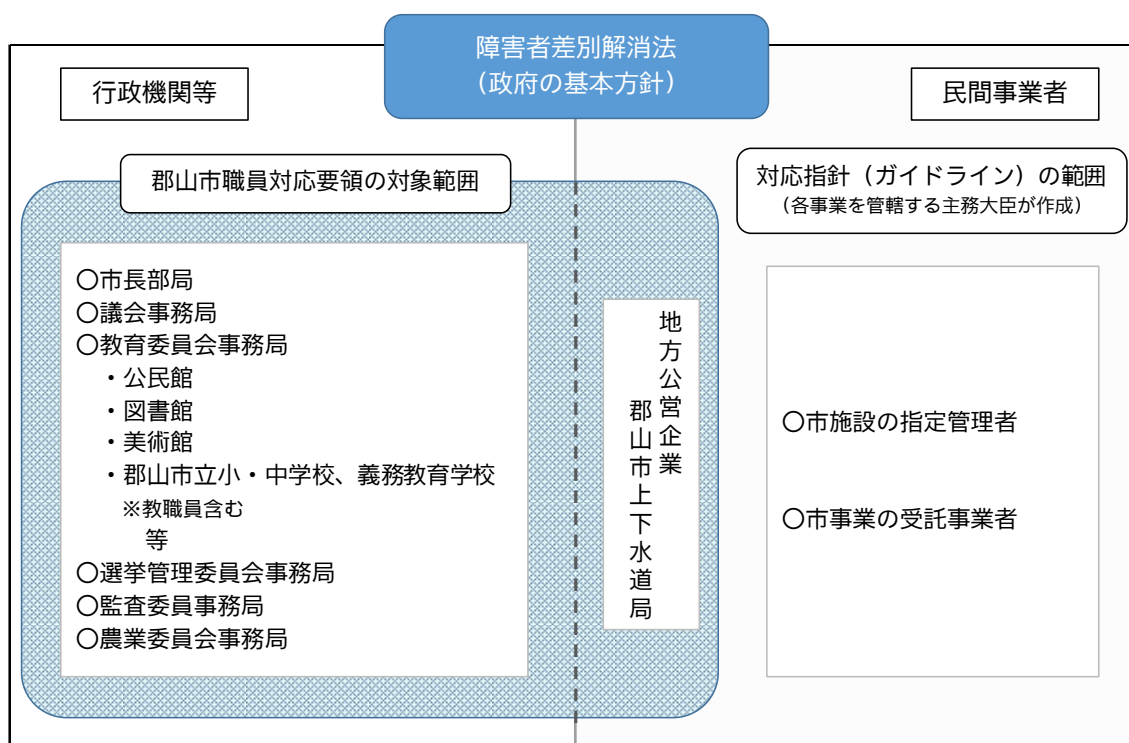 障害者差別解消法
(政府の基本方針)
行政機関等
民間事業者
郡山市職員対応要領の対象範囲
対応指針（ガイドライン）の範囲
（各事業を管轄する主務大臣が作成）
〇市長部局
〇議会事務局
〇教育委員会事務局
・公民館
・図書館
・美術館
・郡山市立小・中学校、義務教育学校
※教職員含む
等
〇選挙管理委員会事務局
〇監査委員事務局
〇農業委員会事務局
地方公営企業
郡山市上下水道局
〇市施設の指定管理者
〇市事業の受託事業者